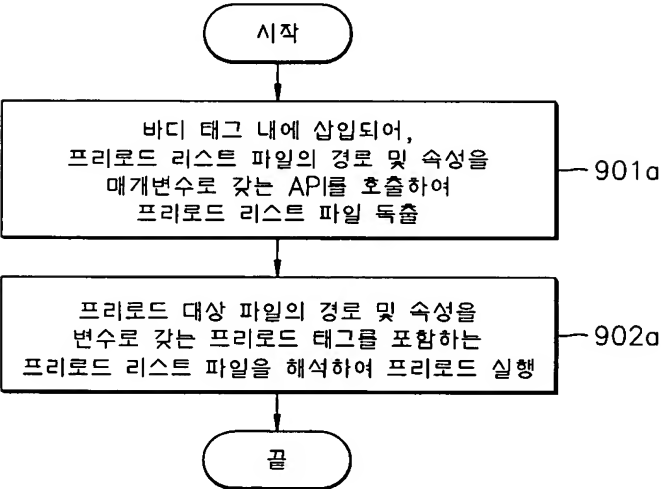 시작
바디 태그 내에 삽입되어,
프리로드 리스트 파일의 경로 및 속성을
매개변수로 갖는 API를 호출하여
프리로드 리스트 파일 독출
901a
프리로드 대상 파일의 경로 및 속성을
변수로 갖는 프리로드 태그를 포함하는
프리로드 리스트 파일을 해석하여 프리로드 실행
902a
끝